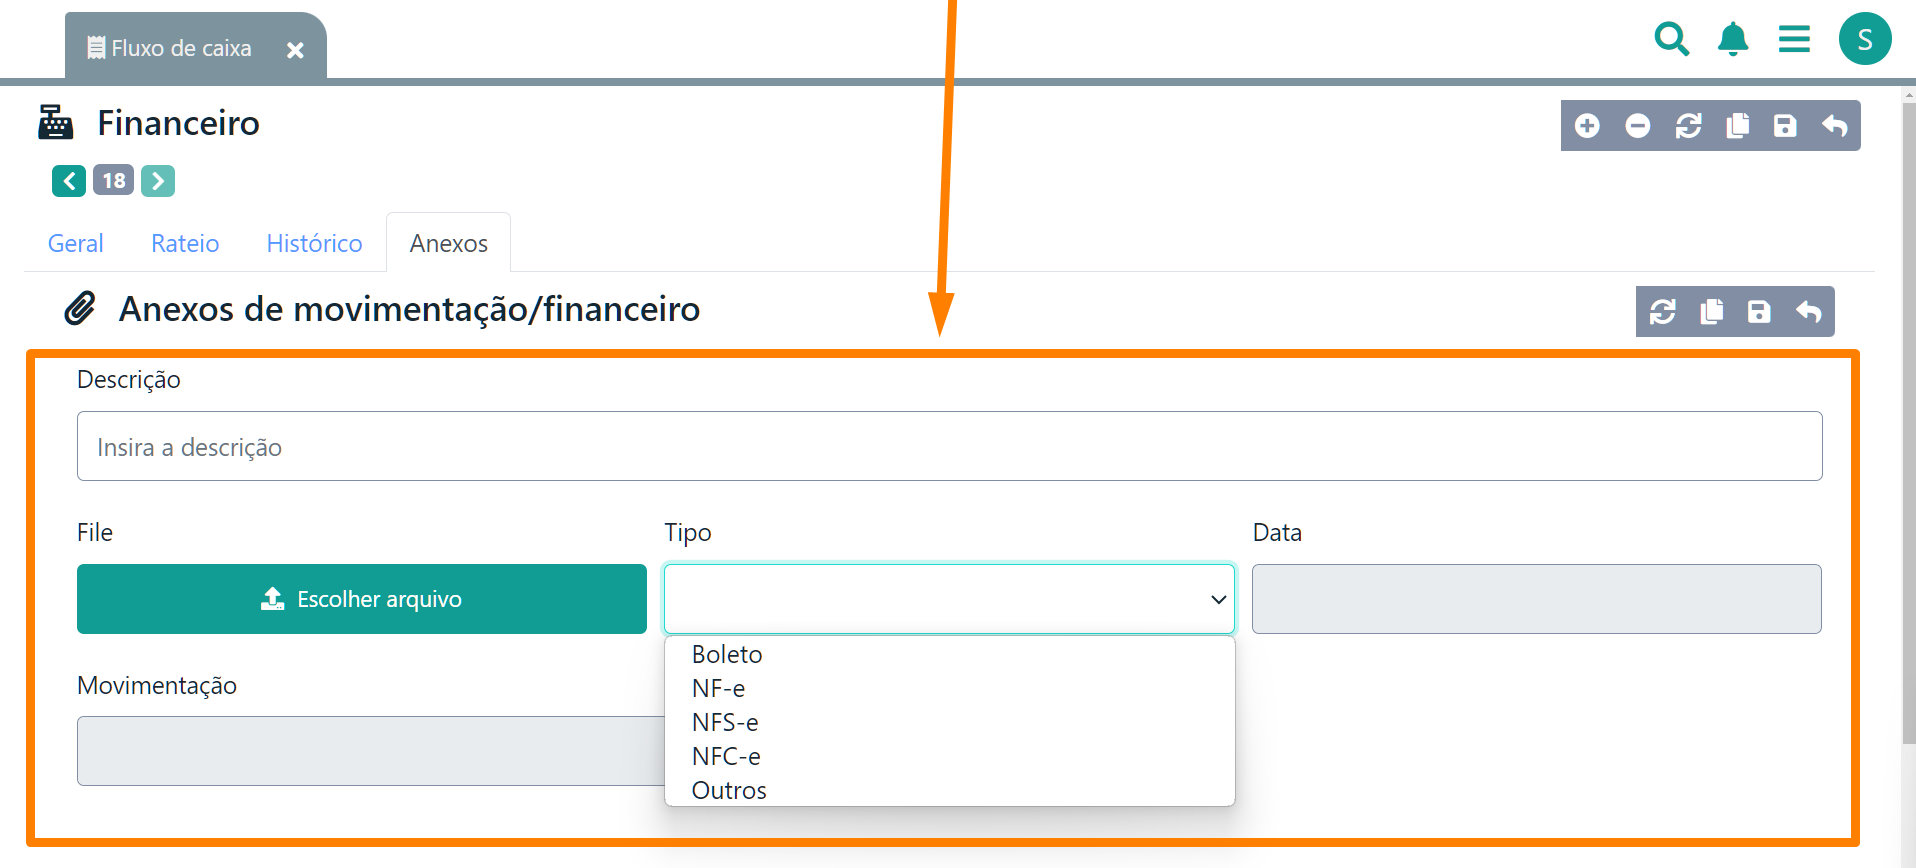 Fluxo de caixa
S
Financeiro
18
Geral Rateio Histórico Anexos
Anexos de movimentação/financeiro
Descrição
Insira a descrição
File Tipo Data
Escolher arquivo
Boleto
NF-e
NFS-e
NFC-e
Outros
Movimentação